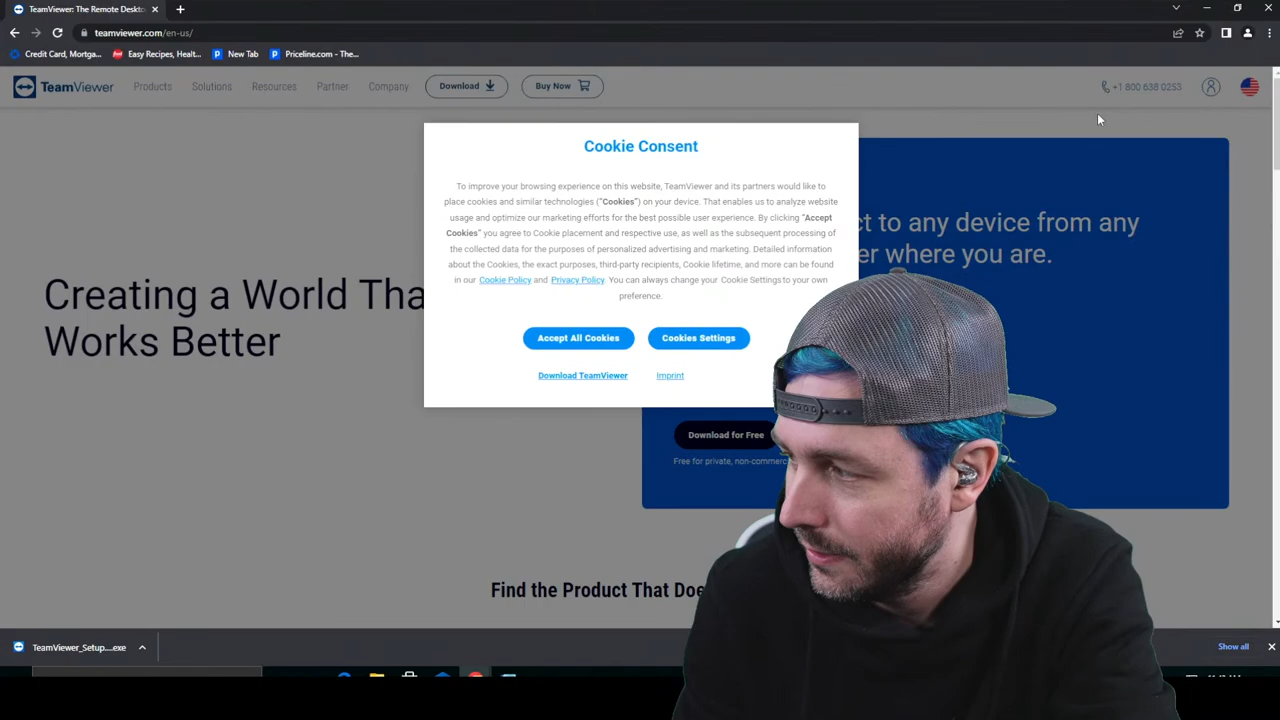 TeamViewer: The Remote Deskto
teamviewer.com/en-us/
Credit Card, Mortga...
Easy Recipes, Healt...
New Tab
Priceline.com - The...
TeamViewer
Products
Solutions
Resources
Partner
Company
Download
Buy Now
+1 800 638 0253
Cookie Consent
To improve your browsing experience on this website, TeamViewer and its partners would like to
place cookies and similar technologies (“Cookies”) on your device. That enables us to analyze website
usage and optimize our marketing efforts for the best possible user experience. By clicking “Accept
Cookies” you agree to Cookie placement and respective use, as well as the subsequent processing of
the collected data for the purposes of personalized advertising and marketing. Detailed information
about the Cookies, the exact purposes, third-party recipients, Cookie lifetime, and more can be found
in our Cookie Policy and Privacy Policy. You can always change your Cookie Settings to your own
preference.
Accept All Cookies
Cookies Settings
Download TeamViewer
Imprint
Creating a World Tha
Works Better
ct to any device from any
er where you are.
Download for Free
Free for private, non-commerc
Find the Product That Doe
TeamViewer_Setup....exe
Show all